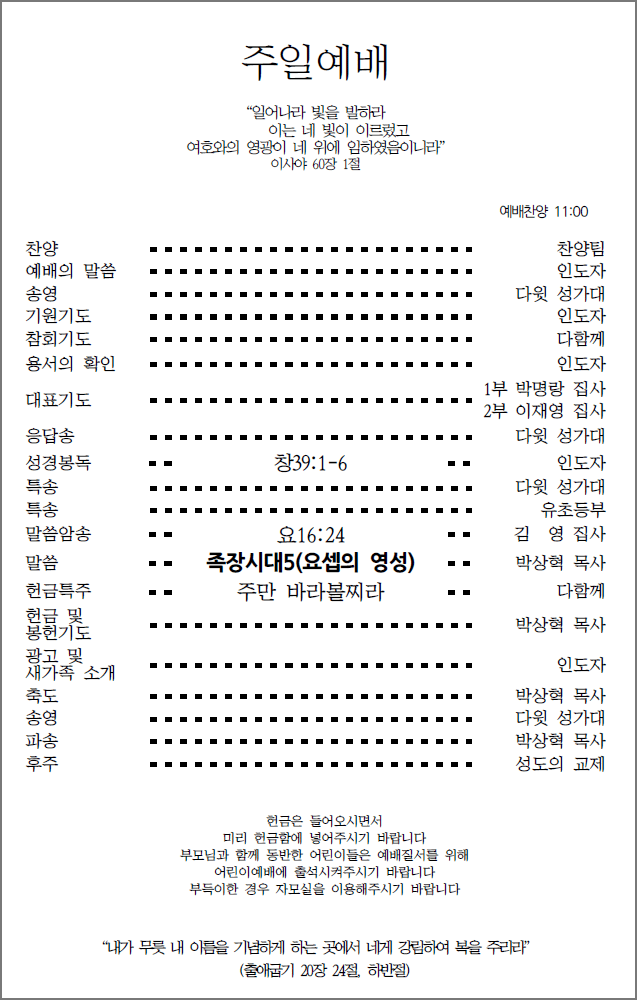 주일예배
“일어나라 빛을 발하라
이는 네 빛이 이르렀고
여호와의 영광이 네 위에 임하였음이니라”
이사야 60장 1절
예배찬양 11:00
찬양 찬양팀
예배의 말씀 인도자
송영 다윗 성가대
기원기도 인도자
참회기도 다함께
용서의 확인 인도자
대표기도 1부 박명랑 집사
2부 이재영 집사
응답송 다윗 성가대
성경봉독 창39:1-6 인도자
특송 다윗 성가대
특송 유초등부
말씀암송 요16:24 김 영 집사
말씀 족장시대5(요셉의 영성) 박상혁 목사
헌금특주 주만 바라볼찌라 다함께
헌금 및
봉헌기도 박상혁 목사
광고 및
새가족 소개 인도자
축도 박상혁 목사
송영 다윗 성가대
파송 박상혁 목사
후주 성도의 교제
헌금은 들어오시면서
미리 헌금함에 넣어주시기 바랍니다
부모님과 함께 동반한 어린이들은 예배질서를 위해
어린이예배에 출석시켜주시기 바랍니다
부득이한 경우 자모실을 이용해주시기 바랍니다
“내가 무릇 내 이름을 기념하게 하는 곳에서 네게 강림하여 복을 주리라”
(출애굽기 20장 24절, 하반절)